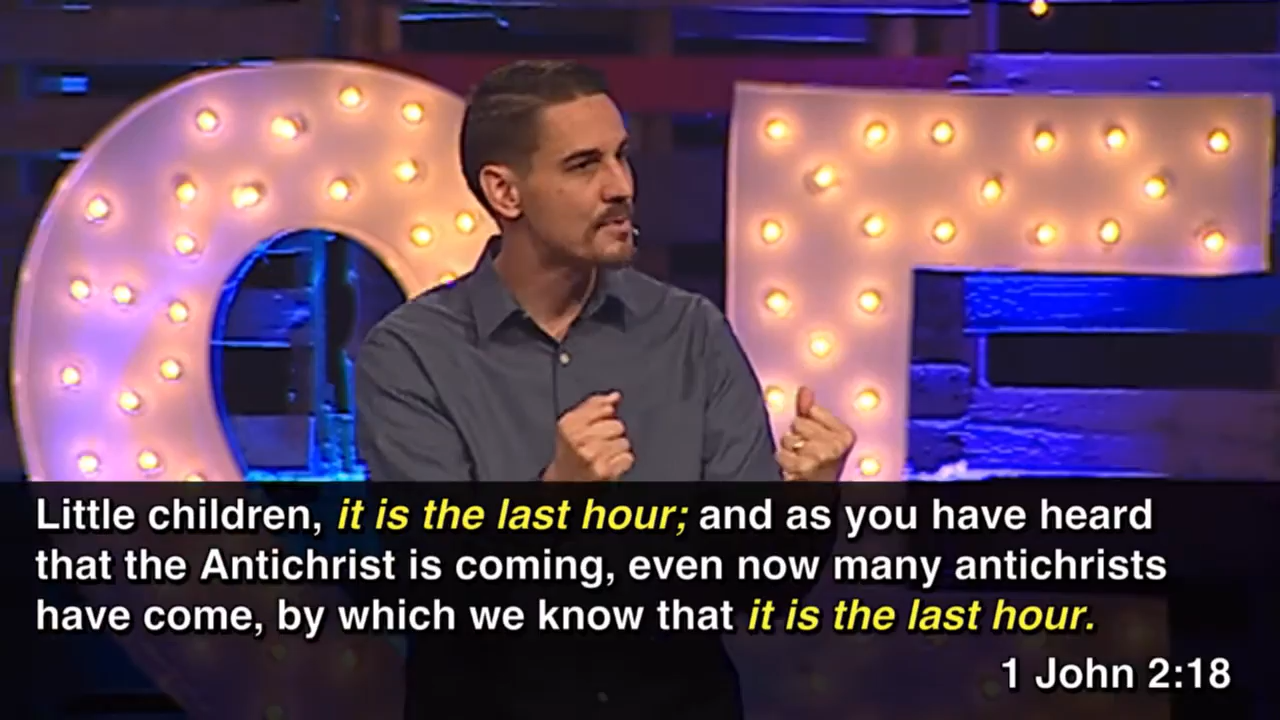 Little children, it is the last hour; and as you have heard
that the Antichrist is coming, even now many antichrists
have come, by which we know that it is the last hour.
1 John 2:18